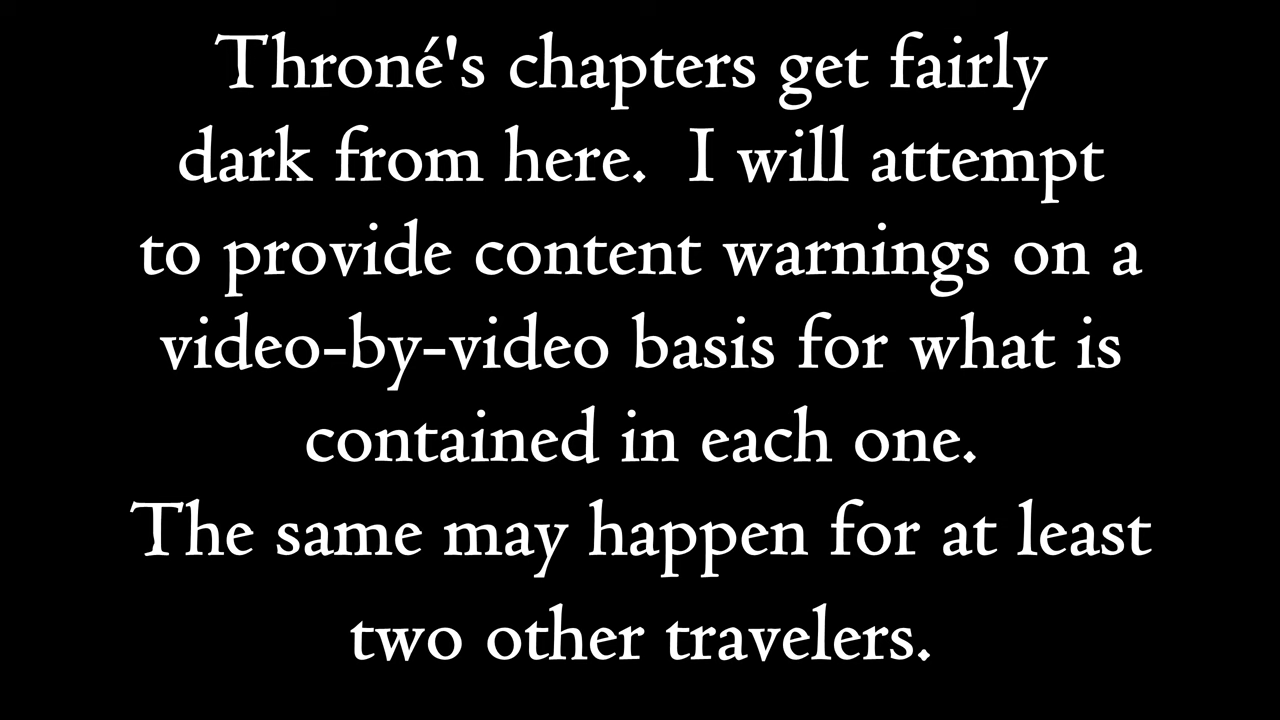 Throné's chapters get fairly
dark from here.  I will attempt
to provide content warnings on a
video-by-video basis for what is
contained in each one.
The same may happen for at least
two other travelers.